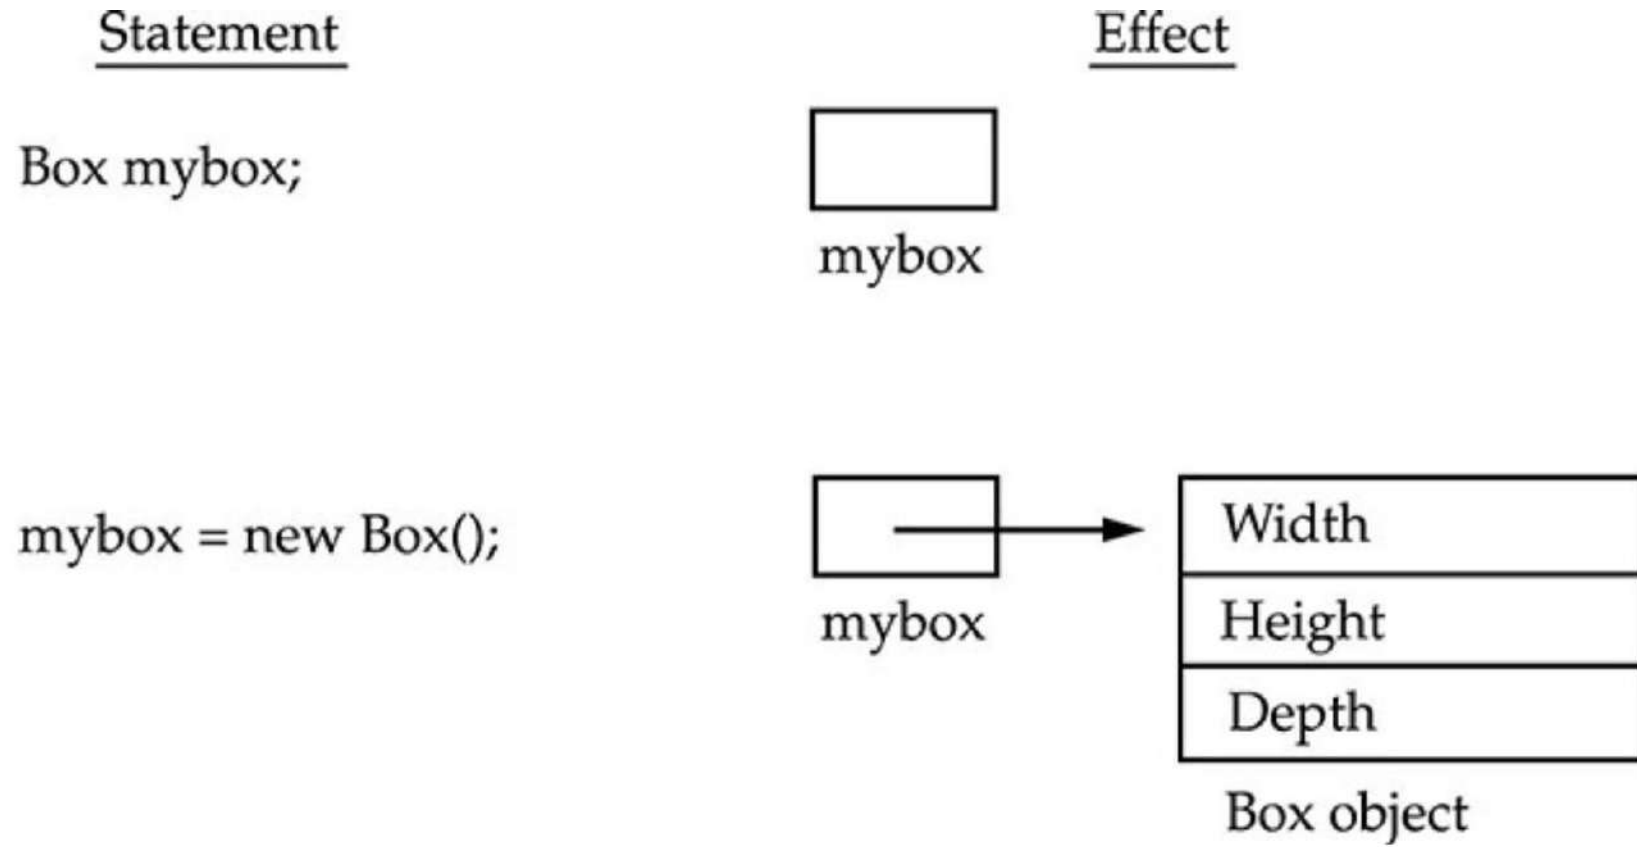 Statement
Effect
Box mybox;
mybox
mybox = new Box();
mybox
Width
Height
Depth
Box object